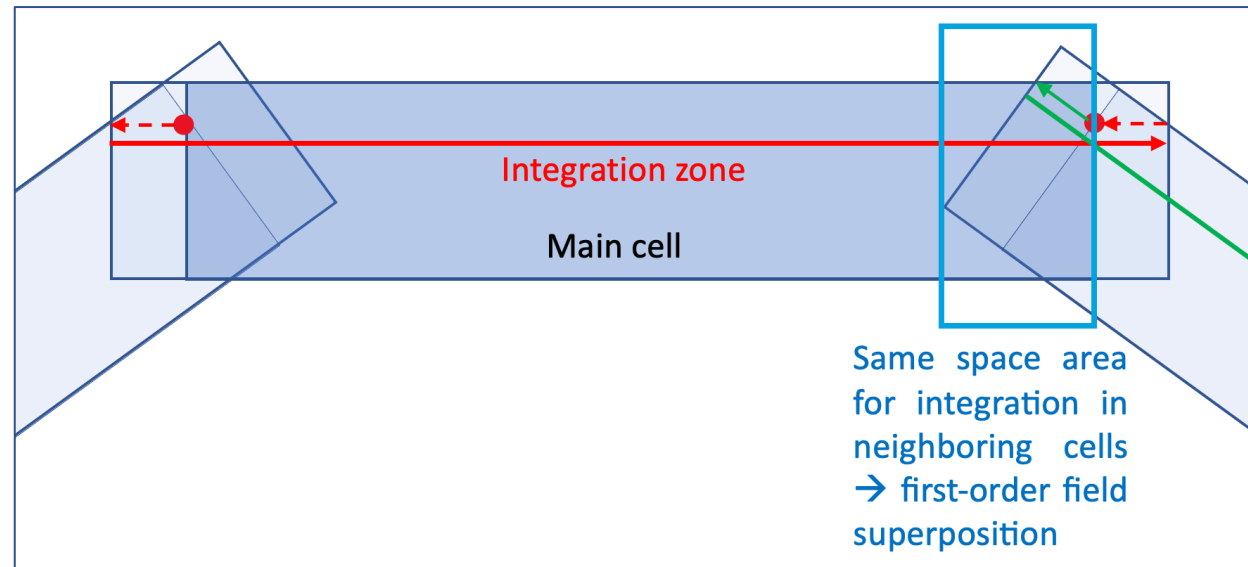 Integration zone
Main cell
Same space area
for integration in
neighboring cells
→ first-order field
superposition